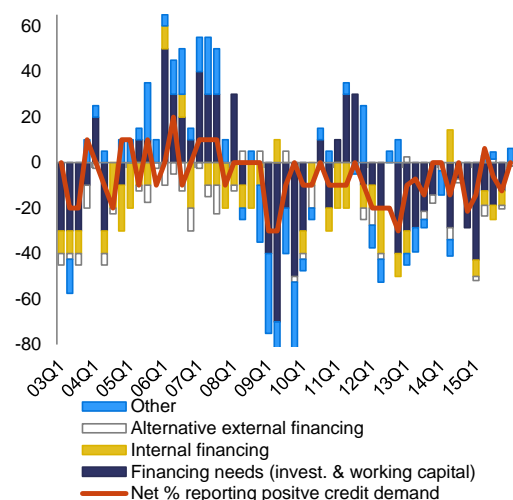 60
40
20
0
-20
-40
-60
-80
03Q1 04Q1 05Q1 06Q1 07Q1 08Q1 09Q1 10Q1 11Q1 12Q1 13Q1 14Q1 15Q1
Other
Alternative external financing
Internal financing
Financing needs (invest. & working capital)
Net % reporting positve credit demand